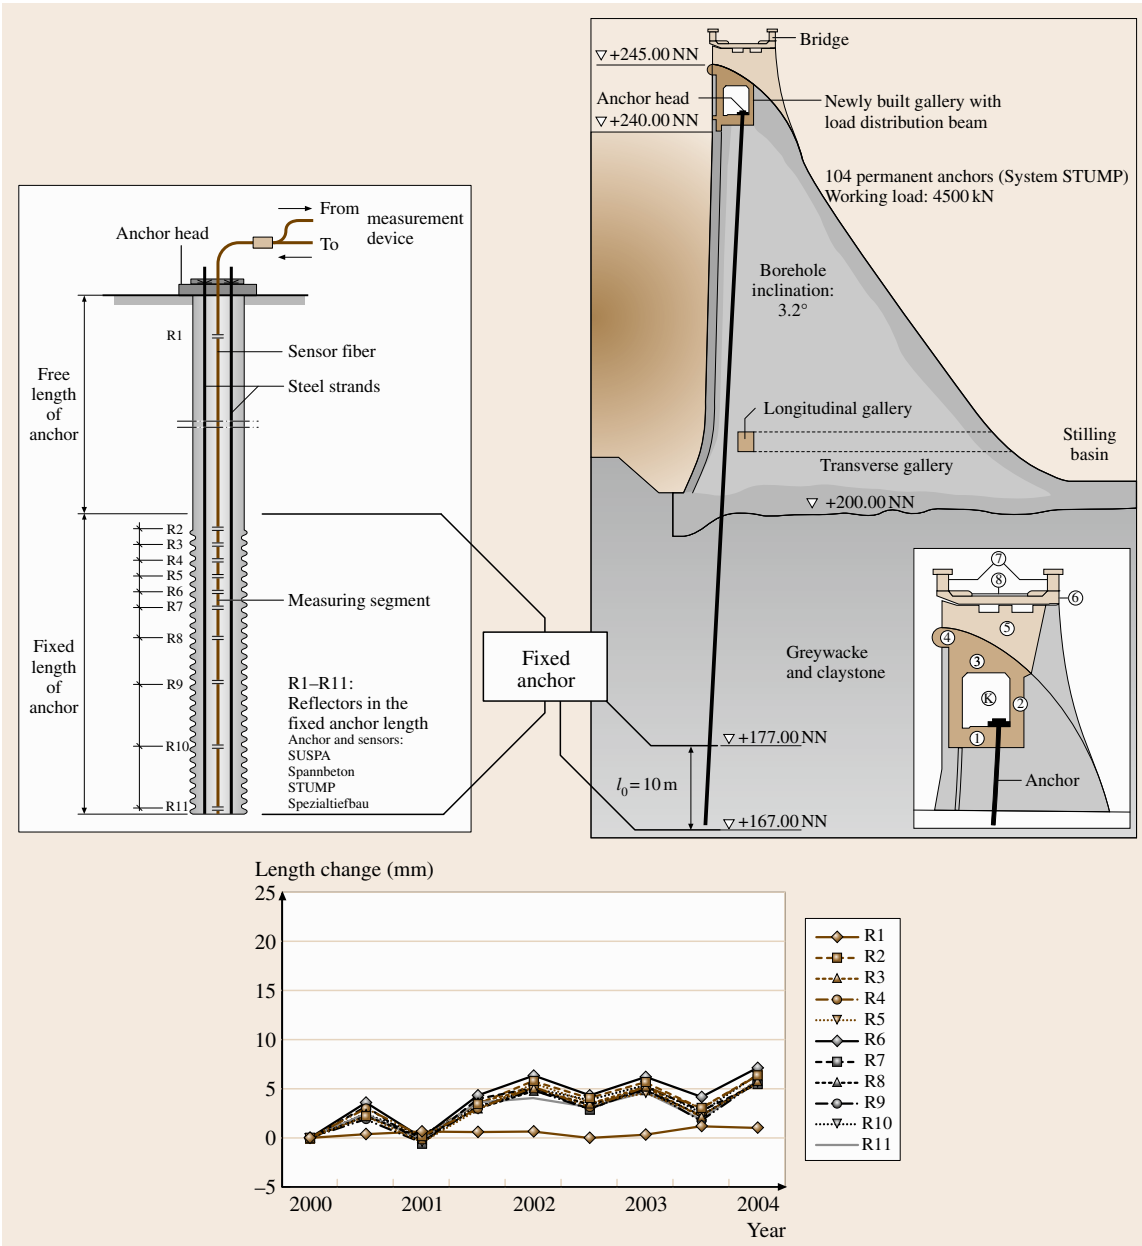 From
To
measurement
device
Anchor head
R1
Sensor fiber
Steel strands
Free
length
of
anchor
R2
R3
R4
R5
R6
R7
R8
R9
R10
R11
Measuring segment
Fixed
length
of
anchor
R1–R11:
Reflectors in the
fixed anchor length
Anchor and sensors:
SUSPA
Spannbeton
STUMP
Spezialtiefbau
Fixed
anchor
Bridge
+245.00 NN
Anchor head
+240.00 NN
Newly built gallery with
load distribution beam
104 permanent anchors (System STUMP)
Working load: 4500 kN
Borehole
inclination:
3.2°
Longitudinal gallery
Transverse gallery
Stilling
basin
+200.00 NN
Greywacke
and claystone
+177.00 NN
l0 = 10 m
+167.00 NN
7
8
6
5
4
3
K
2
1
Anchor
Length change (mm)
25
20
15
10
5
0
–5
2000 2001 2002 2003 2004
Year
R1
R2
R3
R4
R5
R6
R7
R8
R9
R10
R11